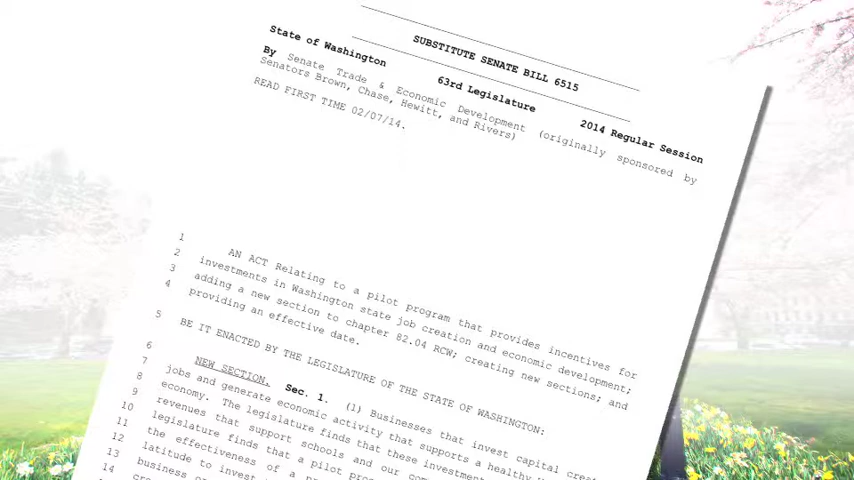 SUBSTITUTE SENATE BILL 6515
State of Washington 63rd Legislature 2014 Regular Session
By Senate Trade & Economic Development (originally sponsored by
Senators Brown, Chase, Hewitt, and Rivers)
READ FIRST TIME 02/07/14.
1 AN ACT Relating to a pilot program that provides incentives for
2 investments in Washington state job creation and economic development;
3 adding a new section to chapter 82.04 RCW; creating new sections; and
4 providing an effective date.
5 BE IT ENACTED BY THE LEGISLATURE OF THE STATE OF WASHINGTON:
6 NEW SECTION. Sec. 1. (1) Businesses that invest capital
7 jobs and generate economic activity that supports a healthy
8 economy. The legislature finds that these
9 revenues that support schools and our
10 legislature finds that a pilot
11 the effectiveness of a
12 latitude to invest
13 business
14